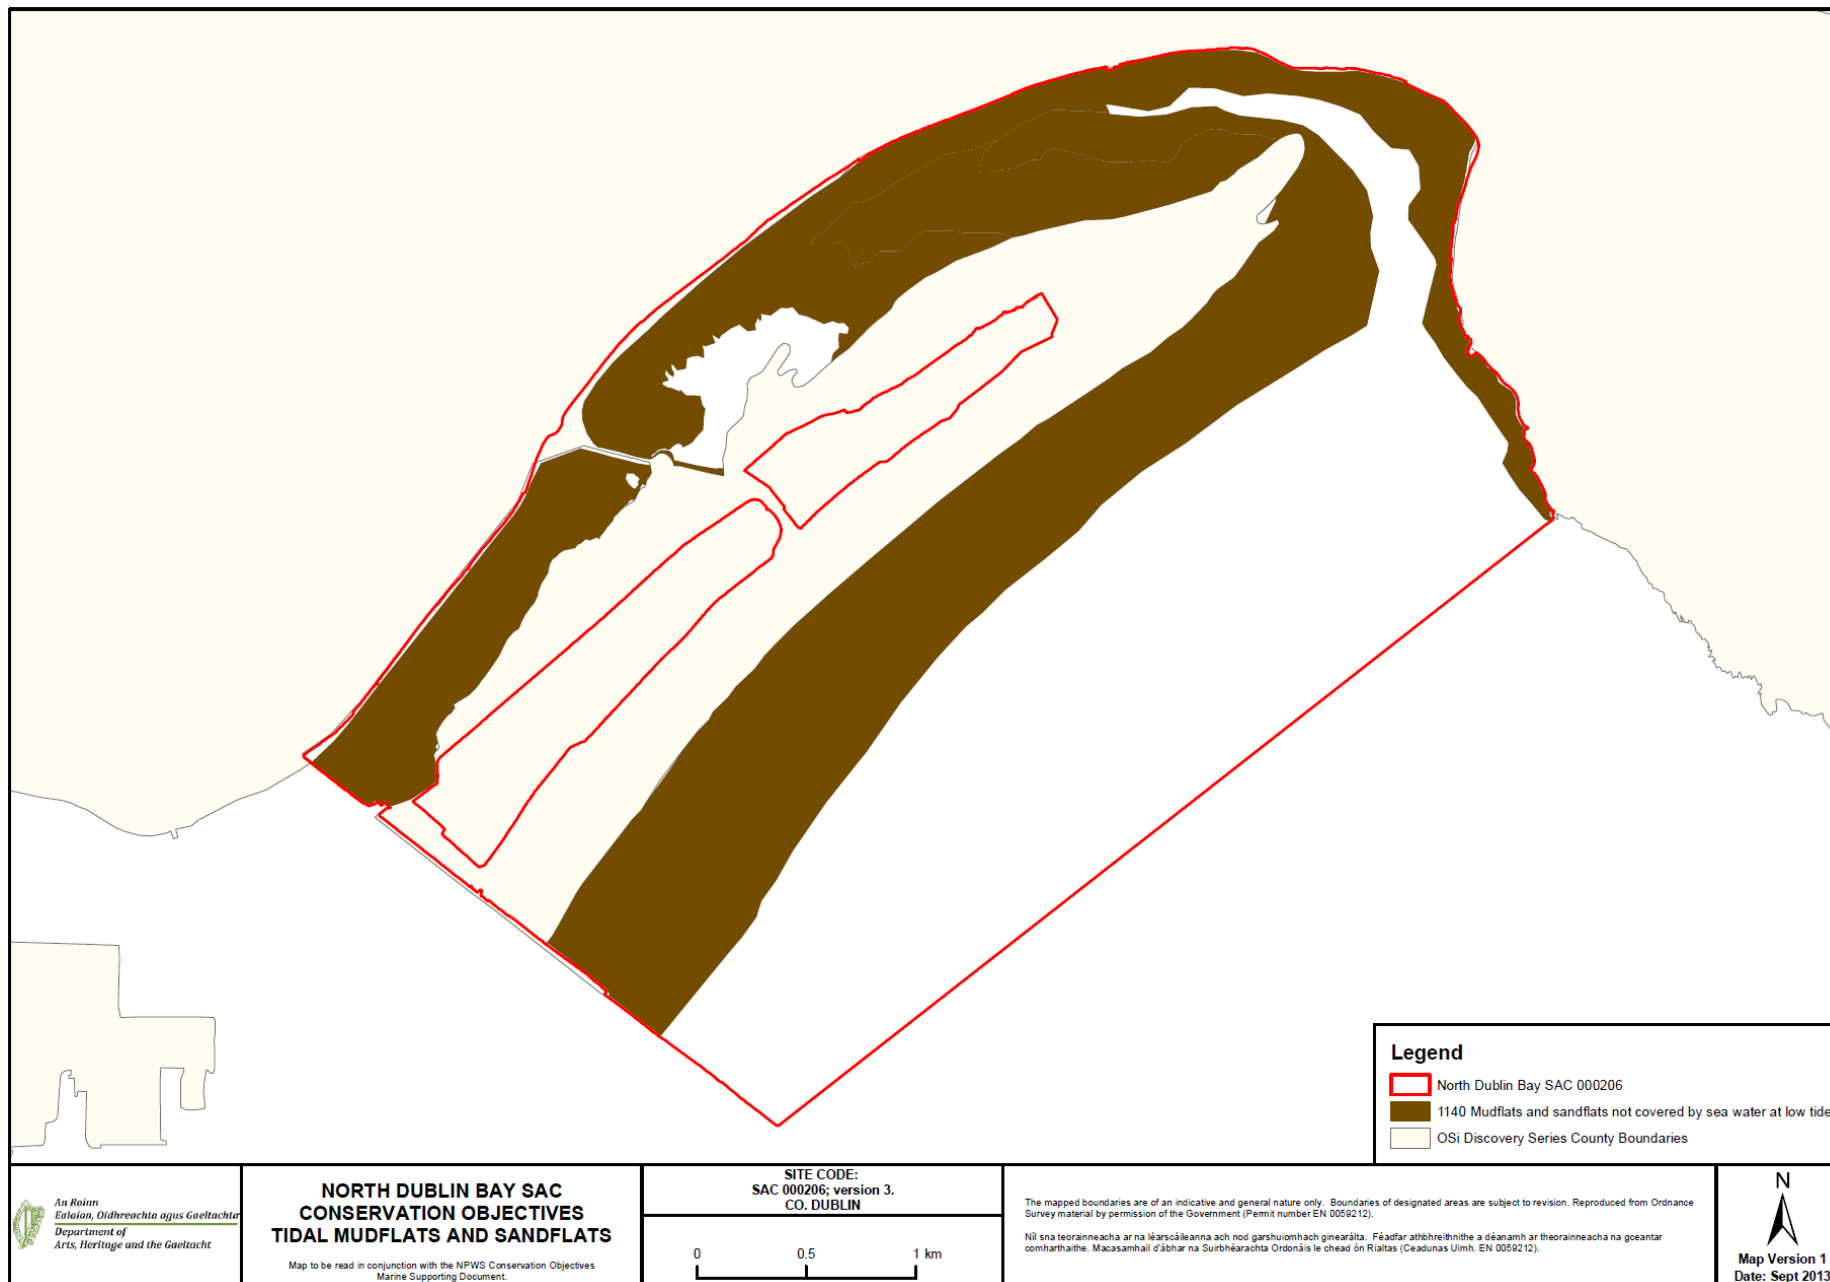 Legend
North Dublin Bay SAC 000206
1140 Mudflats and sandflats not covered by sea water at low tide
OSi Discovery Series County Boundaries
An Roinn
Ealaíon, Oidhreachta agus Gaeltachta
Department of
Arts, Heritage and the Gaeltacht
NORTH DUBLIN BAY SAC
CONSERVATION OBJECTIVES
TIDAL MUDFLATS AND SANDFLATS
Map to be read in conjunction with the NPWS Conservation Objectives
Marine Supporting Document.
SITE CODE:
SAC 000206; version 3.
CO. DUBLIN
0 0.5 1 km
The mapped boundaries are of an indicative and general nature only. Boundaries of designated areas are subject to revision. Reproduced from Ordnance
Survey material by permission of the Government (Permit number EN 0059212).
Níl sna teorainneacha ar na léarscáileanna ach nod garshuiomhach ginearálta. Féadfar athbhreithnithe a déanamh ar theorainneacha na gceantar
comharthaithe. Macasamhail d'ábhar na Suirbhéarachta Ordonáis le chead ón Rialtas (Ceadunas Uimh. EN 0059212).
N
Map Version 1
Date: Sept 2013